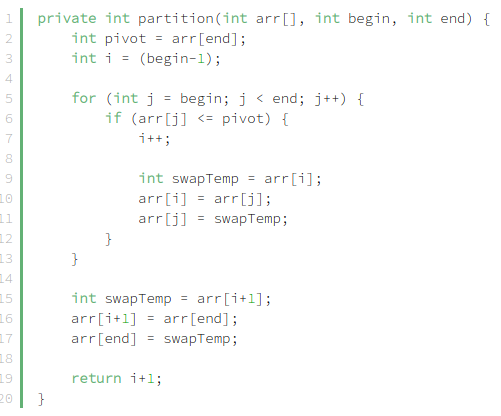 1 private int partition(int arr[], int begin, int end) {
2     int pivot = arr[end];
3     int i = (begin-1);
4
5     for (int j = begin; j < end; j++) {
6         if (arr[j] <= pivot) {
7             i++;
8
9             int swapTemp = arr[i];
10             arr[i] = arr[j];
11             arr[j] = swapTemp;
12         }
13     }
14
15     int swapTemp = arr[i+1];
16     arr[i+1] = arr[end];
17     arr[end] = swapTemp;
18
19     return i+1;
20 }